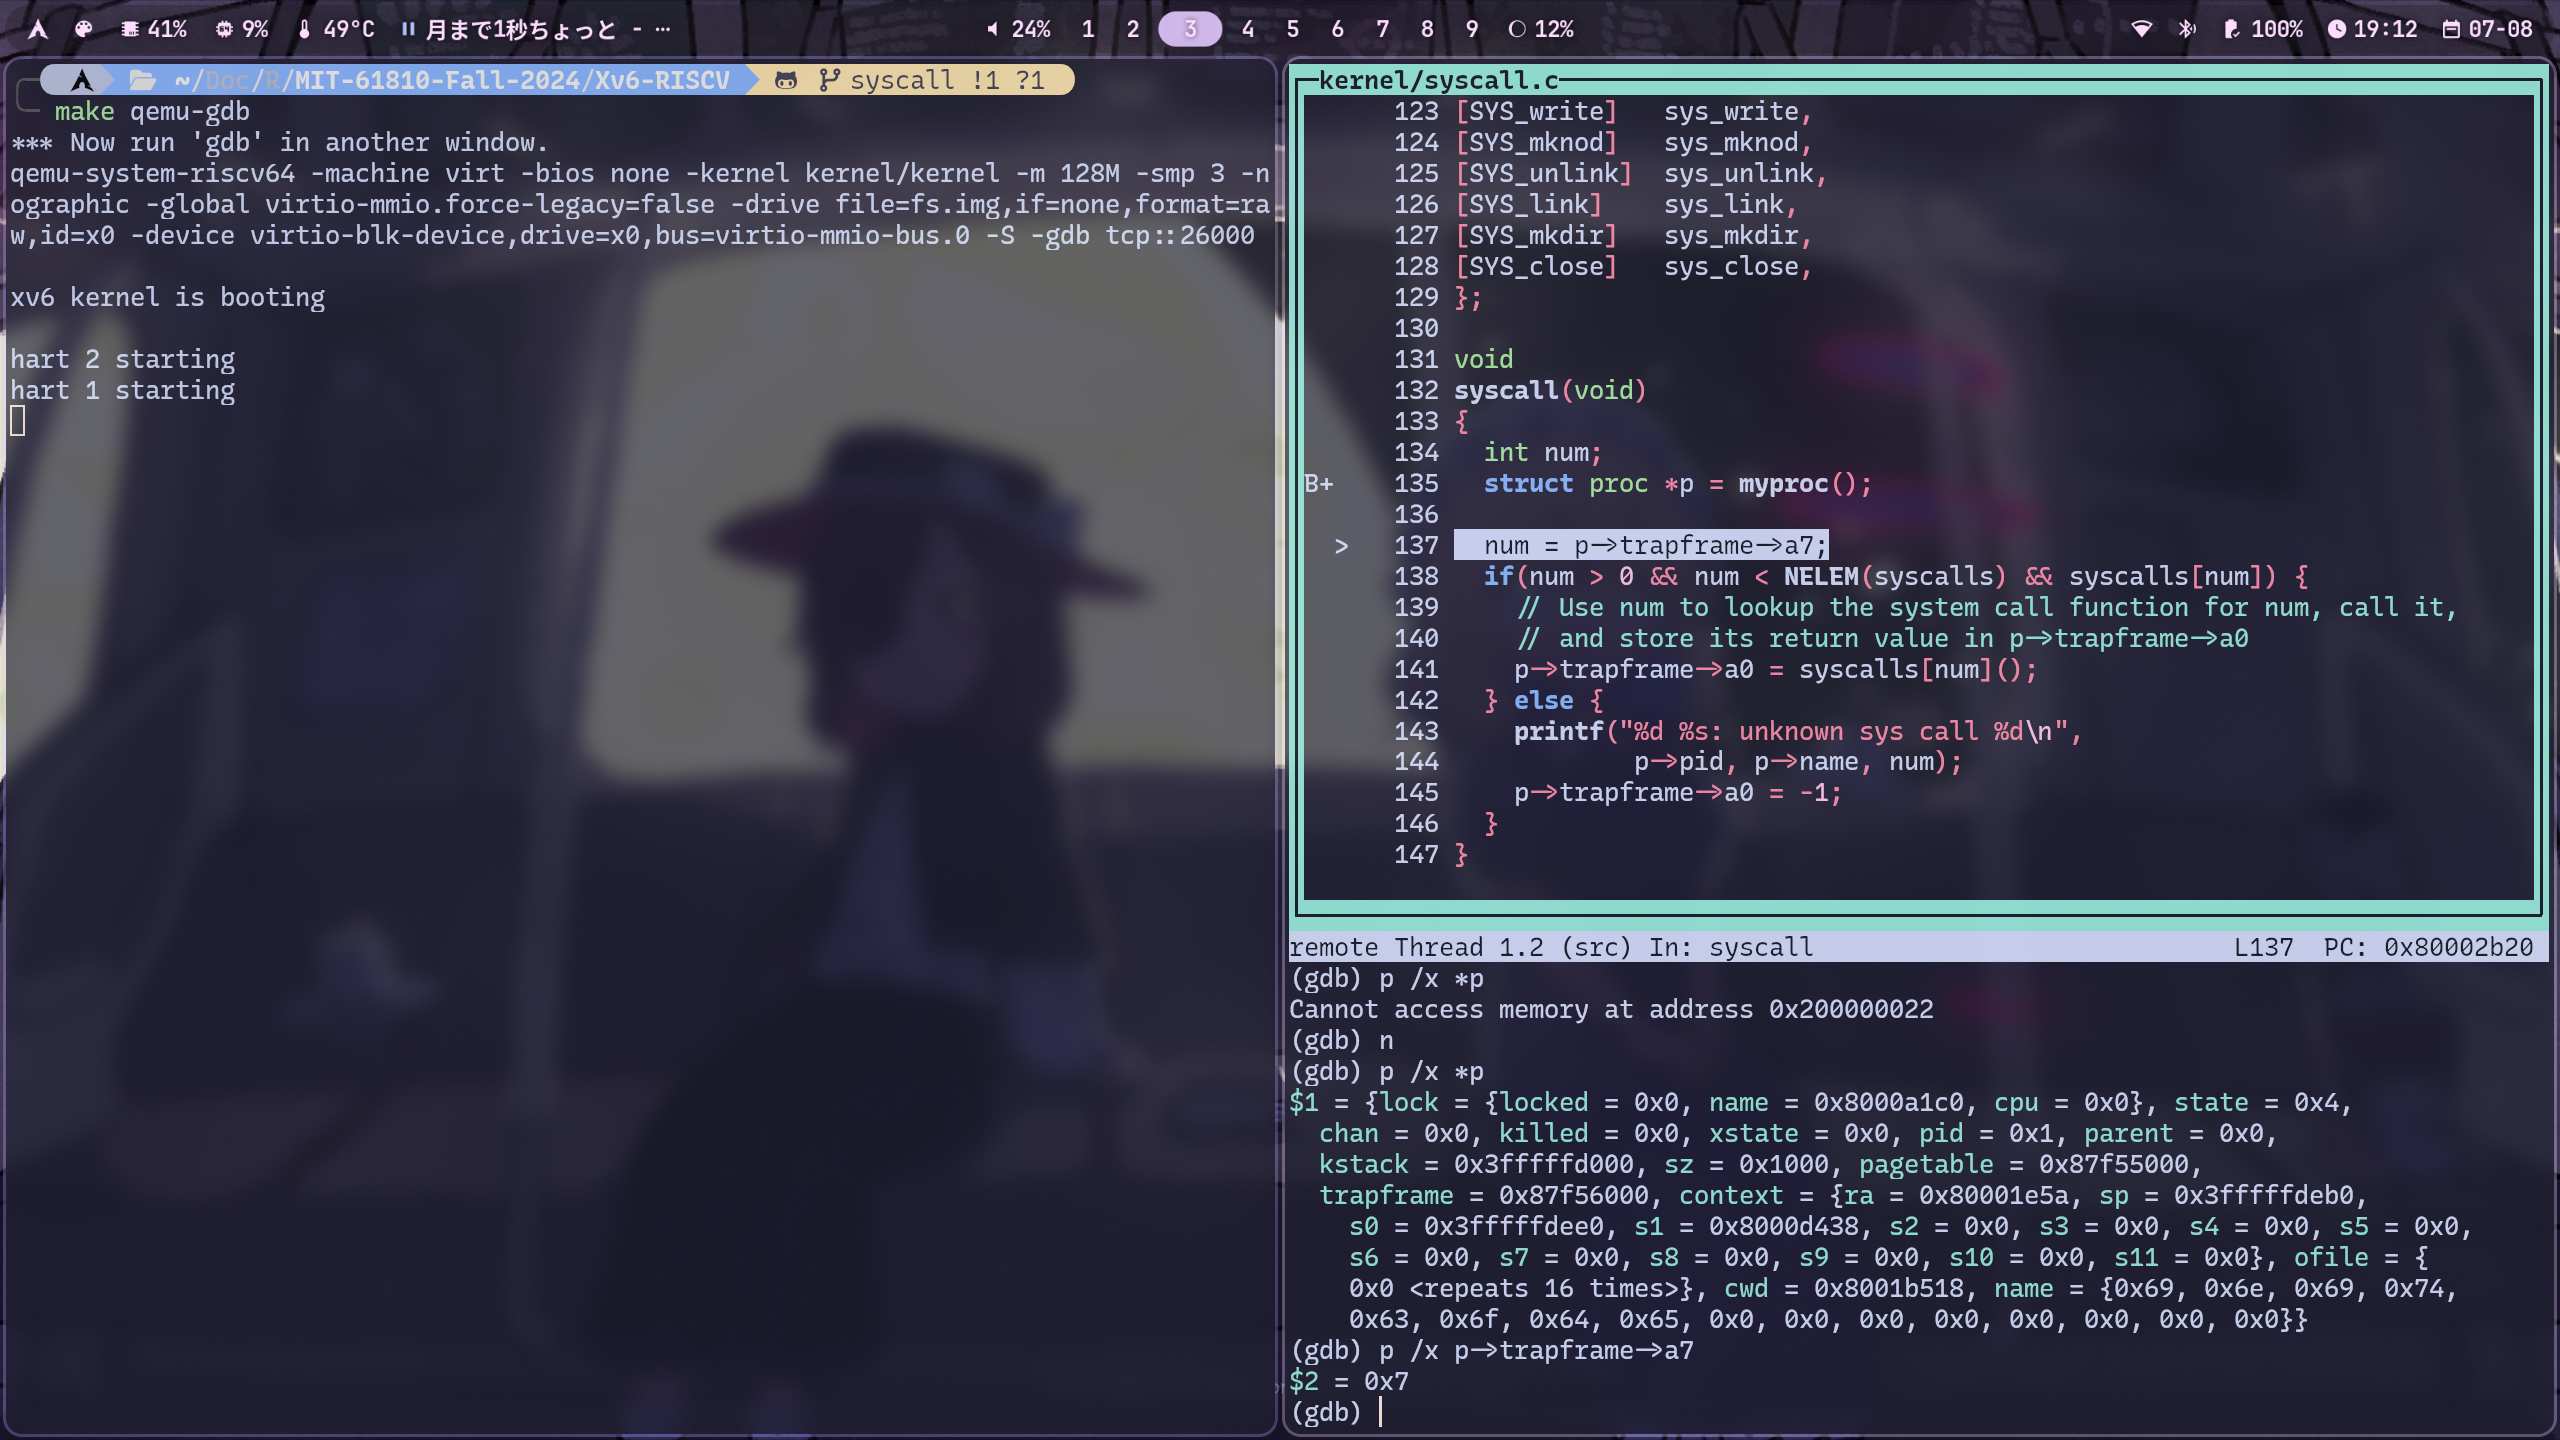 41% 9% 49°C 月まで1秒ちょっと - … 24% 1 2 3 4 5 6 7 8 9 12% 100% 19:12 07-08
~/Doc/R/MIT-61810-Fall-2024/Xv6-RISCV syscall !1 ?1
make qemu-gdb
*** Now run 'gdb' in another window.
qemu-system-riscv64 -machine virt -bios none -kernel kernel/kernel -m 128M -smp 3 -n
ographic -global virtio-mmio.force-legacy=false -drive file=fs.img,if=none,format=ra
w,id=x0 -device virtio-blk-device,drive=x0,bus=virtio-mmio-bus.0 -S -gdb tcp::26000
xv6 kernel is booting
hart 2 starting
hart 1 starting
kernel/syscall.c
123 [SYS_write]   sys_write,
124 [SYS_mknod]   sys_mknod,
125 [SYS_unlink]  sys_unlink,
126 [SYS_link]    sys_link,
127 [SYS_mkdir]   sys_mkdir,
128 [SYS_close]   sys_close,
129 };
130
131 void
132 syscall(void)
133 {
134   int num;
B+ 135   struct proc *p = myproc();
136
> 137   num = p->trapframe->a7;
138   if(num > 0 && num < NELEM(syscalls) && syscalls[num]) {
139     // Use num to lookup the system call function for num, call it,
140     // and store its return value in p->trapframe->a0
141     p->trapframe->a0 = syscalls[num]();
142   } else {
143     printf("%d %s: unknown sys call %d\n",
144             p->pid, p->name, num);
145     p->trapframe->a0 = -1;
146   }
147 }
remote Thread 1.2 (src) In: syscall L137 PC: 0x80002b20
(gdb) p /x *p
Cannot access memory at address 0x200000022
(gdb) n
(gdb) p /x *p
$1 = {lock = {locked = 0x0, name = 0x8000a1c0, cpu = 0x0}, state = 0x4,
  chan = 0x0, killed = 0x0, xstate = 0x0, pid = 0x1, parent = 0x0,
  kstack = 0x3fffffd000, sz = 0x1000, pagetable = 0x87f55000,
  trapframe = 0x87f56000, context = {ra = 0x80001e5a, sp = 0x3fffffdeb0,
    s0 = 0x3fffffdee0, s1 = 0x8000d438, s2 = 0x0, s3 = 0x0, s4 = 0x0, s5 = 0x0,
    s6 = 0x0, s7 = 0x0, s8 = 0x0, s9 = 0x0, s10 = 0x0, s11 = 0x0}, ofile = {
    0x0 <repeats 16 times>}, cwd = 0x8001b518, name = {0x69, 0x6e, 0x69, 0x74,
    0x63, 0x6f, 0x64, 0x65, 0x0, 0x0, 0x0, 0x0, 0x0, 0x0, 0x0, 0x0}}
(gdb) p /x p->trapframe->a7
$2 = 0x7
(gdb)